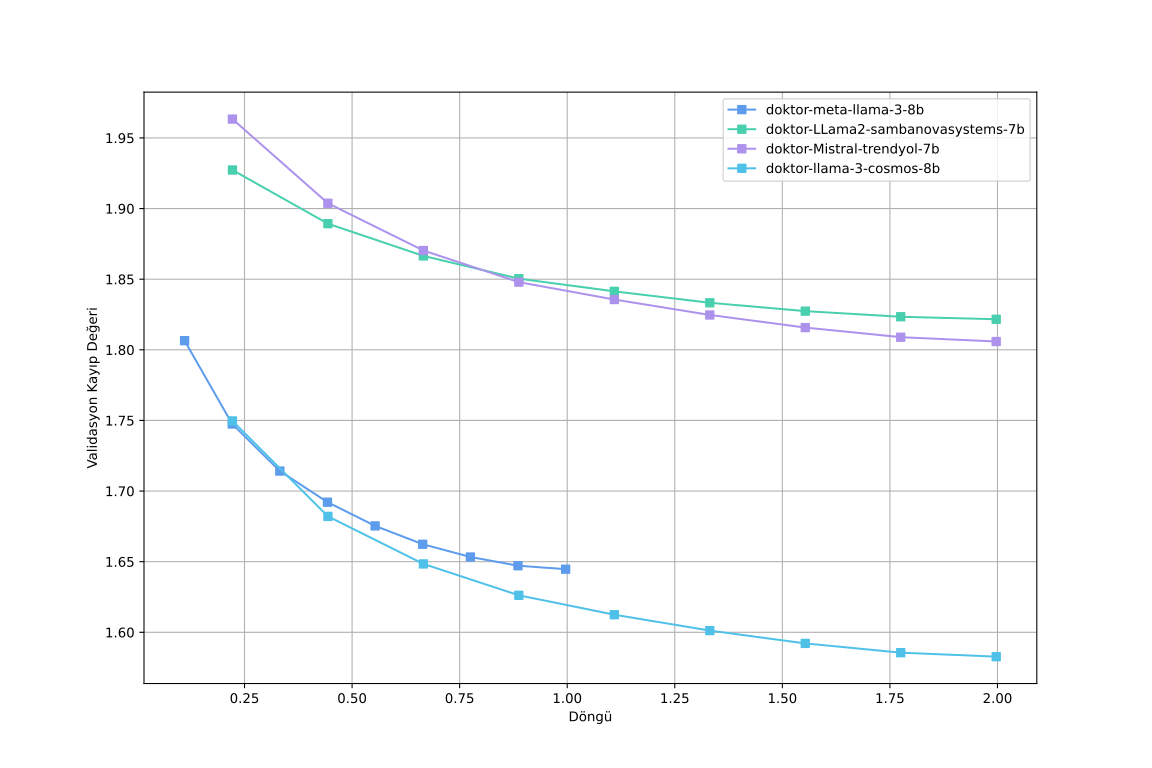 doktor-meta-llama-3-8b
doktor-LLama2-sambanovasystems-7b
doktor-Mistral-trendyol-7b
doktor-llama-3-cosmos-8b
1.95
1.90
1.85
1.80
1.75
1.70
1.65
1.60
Validasyon Kayıp Değeri
0.25 0.50 0.75 1.00 1.25 1.50 1.75 2.00
Döngü